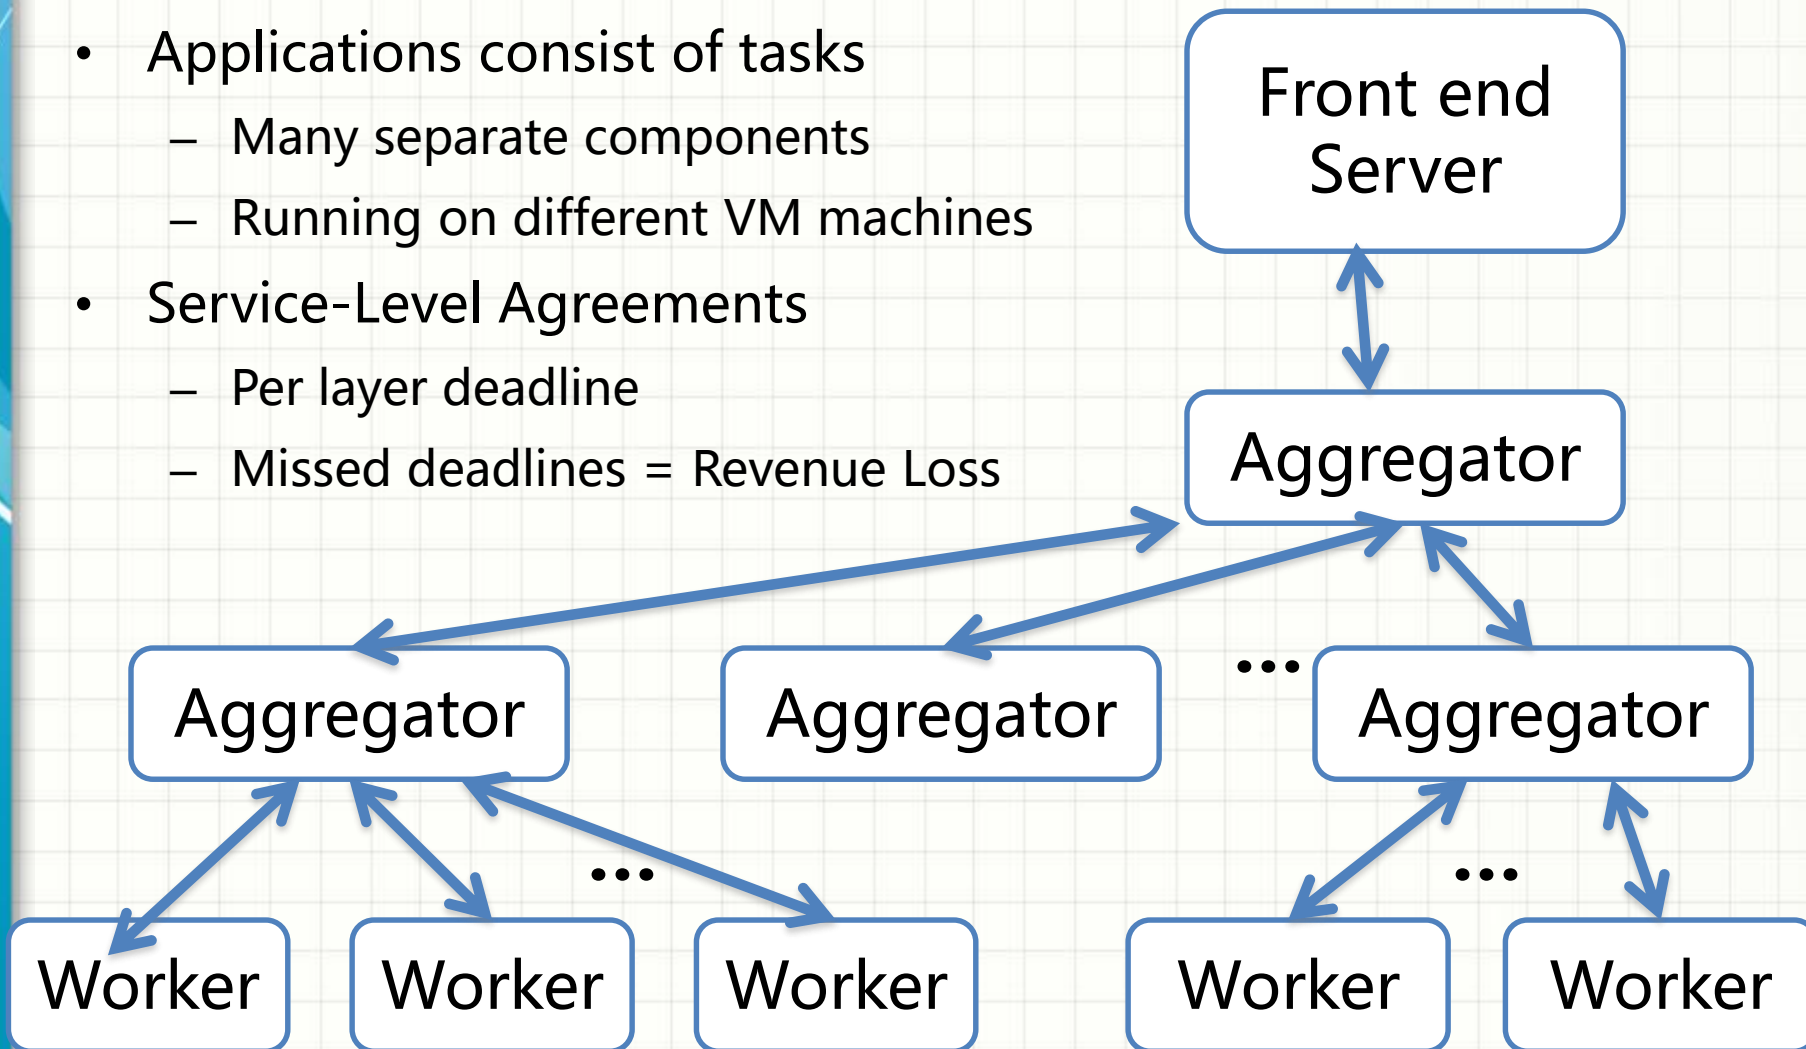 • Applications consist of tasks
– Many separate components
– Running on different VM machines
• Service-Level Agreements
– Per layer deadline
– Missed deadlines = Revenue Loss
Front end
Server
Aggregator
Aggregator
Aggregator
...
Aggregator
...
...
Worker
Worker
Worker
Worker
Worker